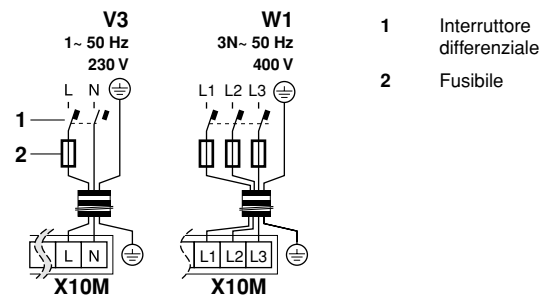 V3
1~ 50 Hz
230 V
L N
1
2
L N
X10M
W1
3N~ 50 Hz
400 V
L1 L2 L3
L1 L2 L3
X10M
1 Interruttore
differenziale
2 Fusibile